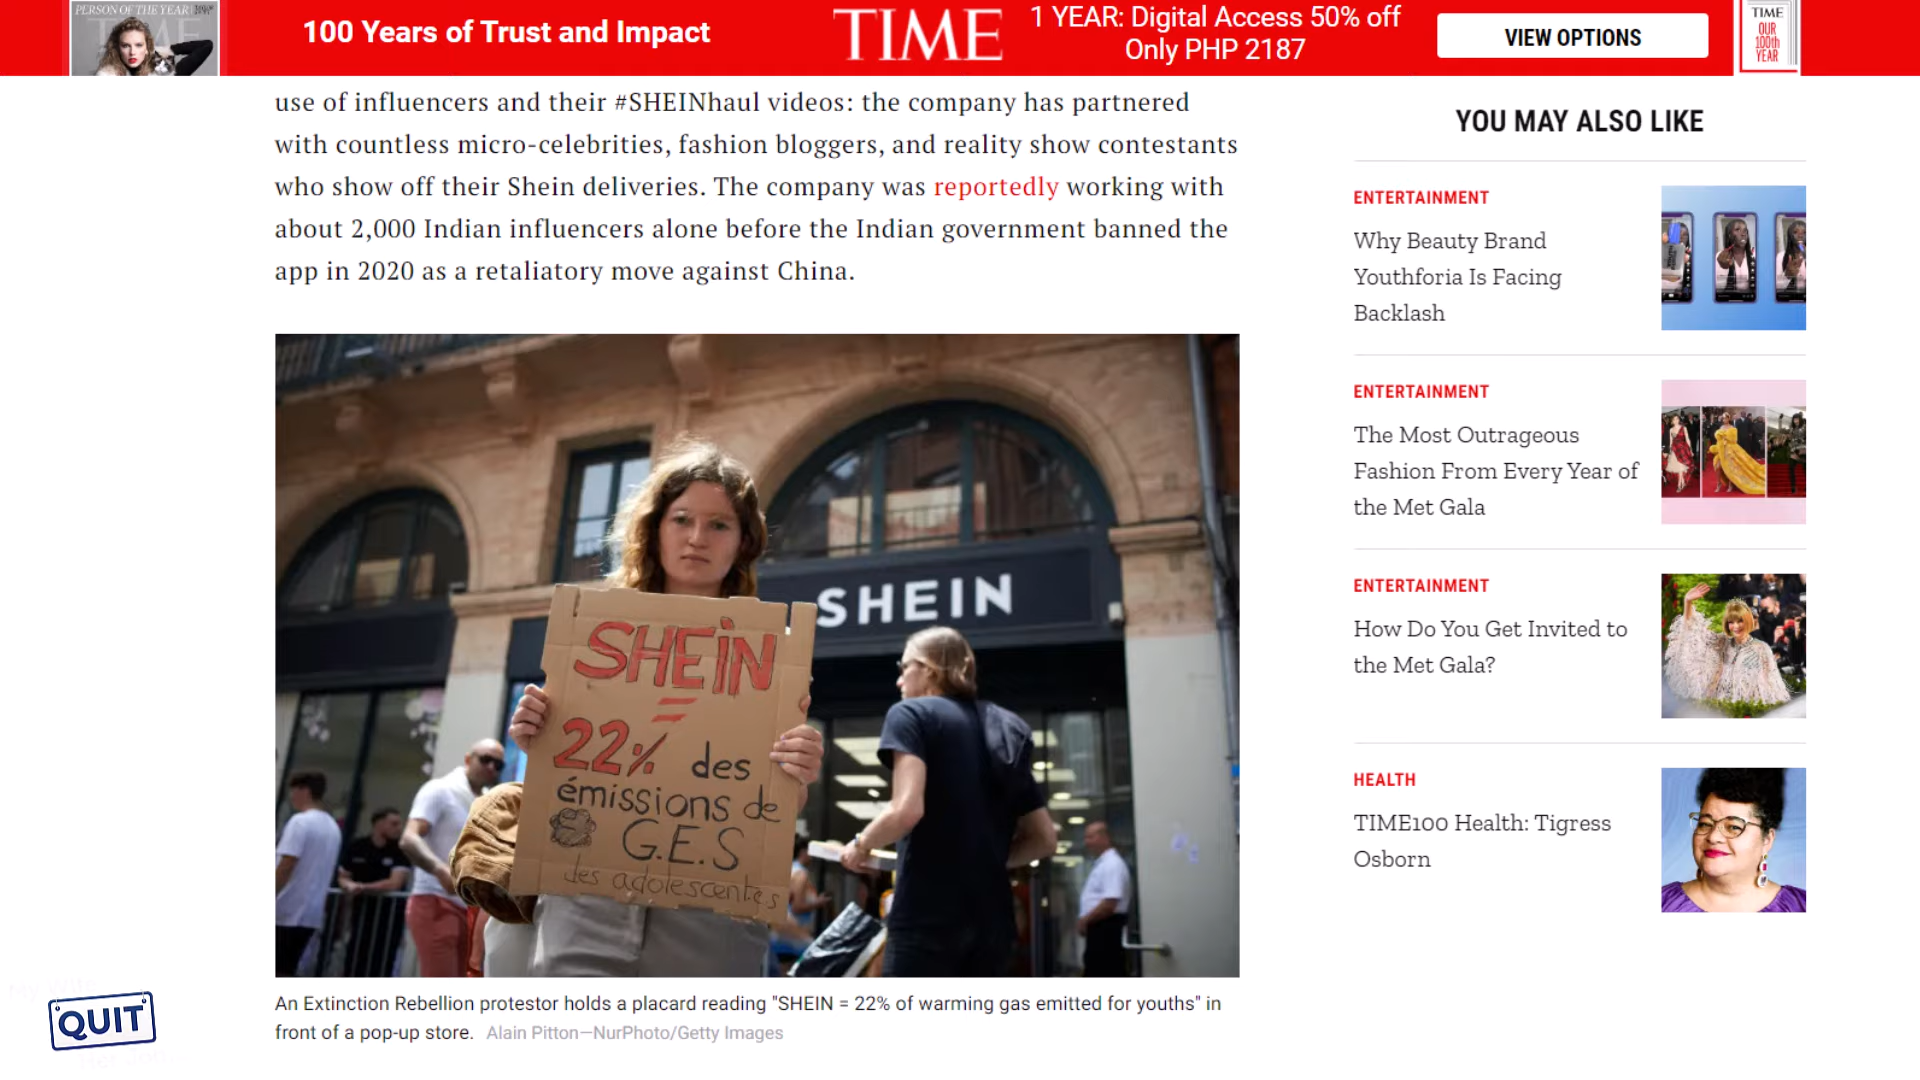 PERSON OF THE YEAR
TIME
100 Years of Trust and Impact
TIME
1 YEAR: Digital Access 50% off
Only PHP 2187
VIEW OPTIONS
TIME
OUR
100th
YEAR
use of influencers and their #SHEINhaul videos: the company has partnered
with countless micro-celebrities, fashion bloggers, and reality show contestants
who show off their Shein deliveries. The company was reportedly working with
about 2,000 Indian influencers alone before the Indian government banned the
app in 2020 as a retaliatory move against China.
SHEIN
SHEIN
=
22% des
émissions de
G.E.S
des adolescent.e.s
An Extinction Rebellion protestor holds a placard reading "SHEIN = 22% of warming gas emitted for youths" in
front of a pop-up store. Alain Pitton—NurPhoto/Getty Images
YOU MAY ALSO LIKE
ENTERTAINMENT
Why Beauty Brand
Youthforia Is Facing
Backlash
ENTERTAINMENT
The Most Outrageous
Fashion From Every Year of
the Met Gala
ENTERTAINMENT
How Do You Get Invited to
the Met Gala?
HEALTH
TIME100 Health: Tigress
Osborn
My Wife
QUIT
Her Job